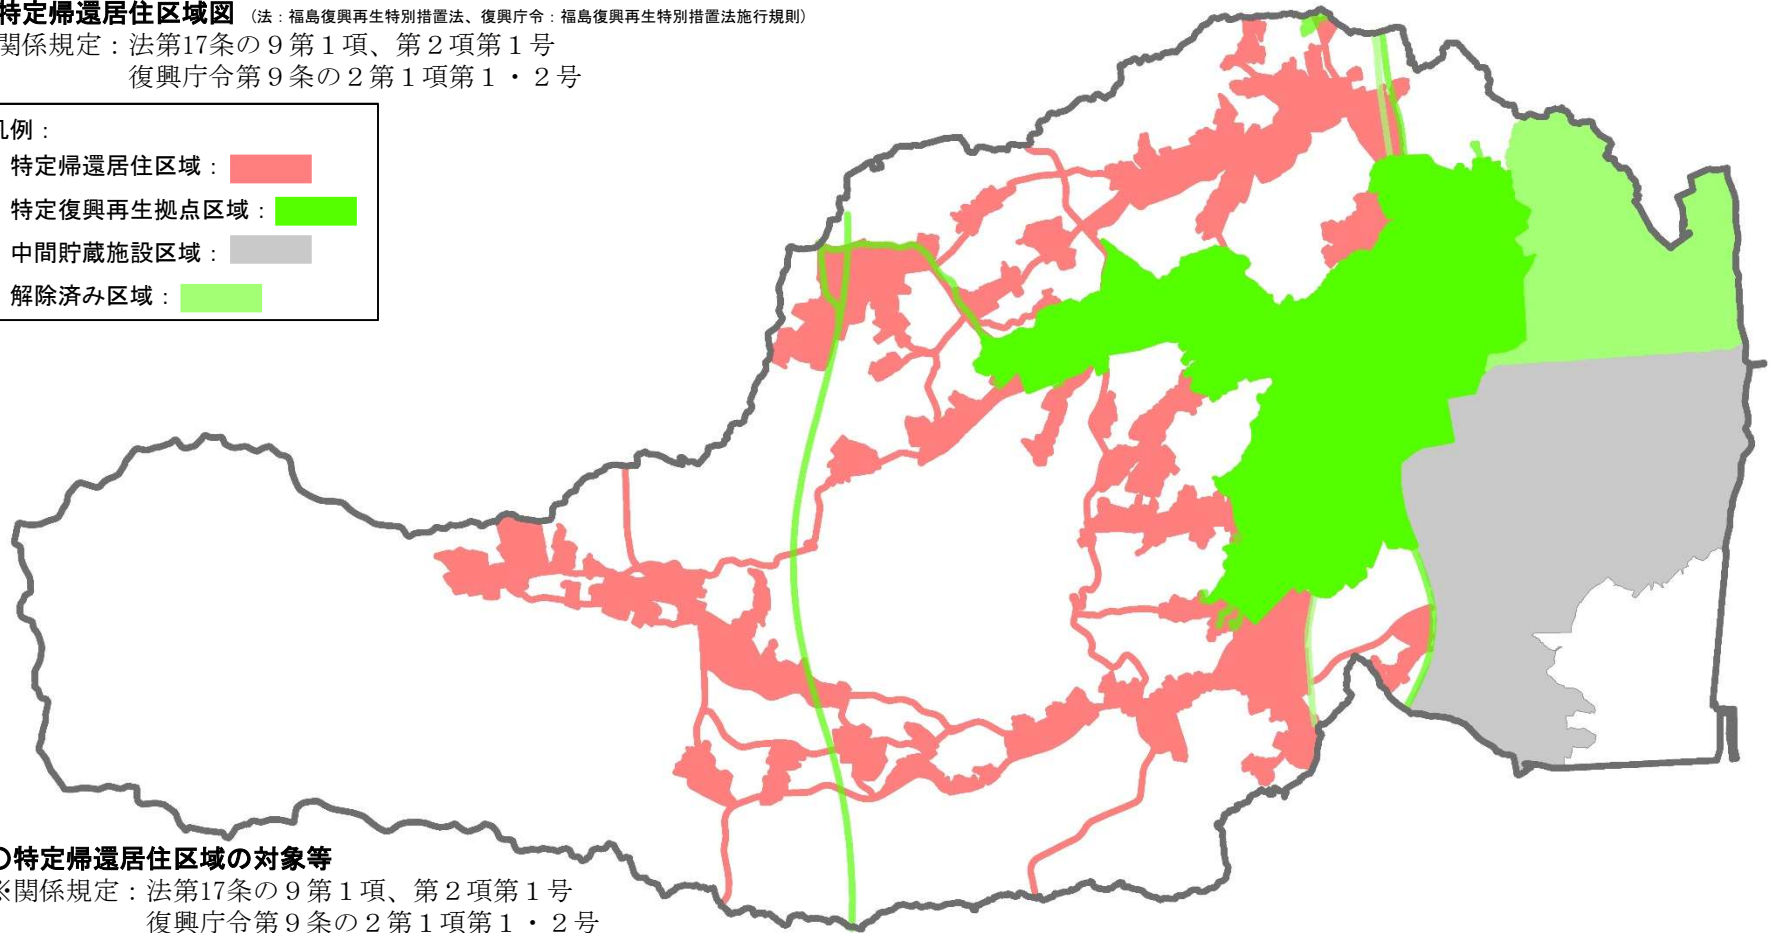 特定帰還居住区域図 (法：福島復興再生特別措置法、復興庁令：福島復興再生特別措置法施行規則)
関係規定：法第17条の９第１項、第２項第１号
復興庁令第９条の２第１項第１・２号
凡例：
特定帰還居住区域：
特定復興再生拠点区域：
中間貯蔵施設区域：
解除済み区域：
○特定帰還居住区域の対象等
※関係規定：法第17条の９第１項、第２項第１号
復興庁令第９条の２第１項第１・２号